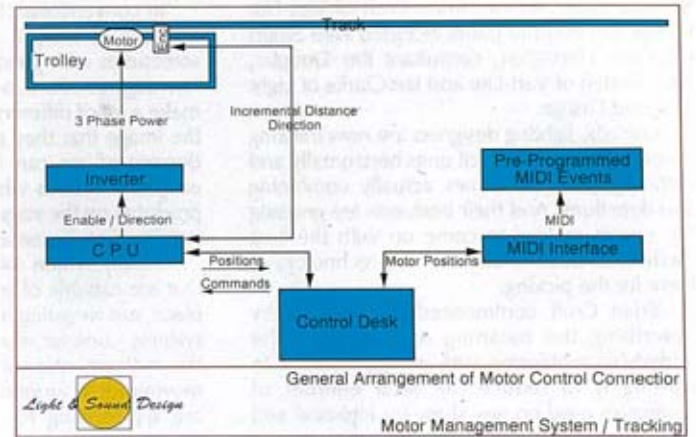 Track
Motor
Enc
Trolley
3 Phase Power
Incremental Distance
Direction
Inverter
Pre-Programmed
MIDI Events
Enable / Direction
MIDI
CPU
MIDI Interface
Positions
Motor Positions
Commands
Control Desk
General Arrangement of Motor Control Connection
Light & Sound Design
Motor Management System / Tracking